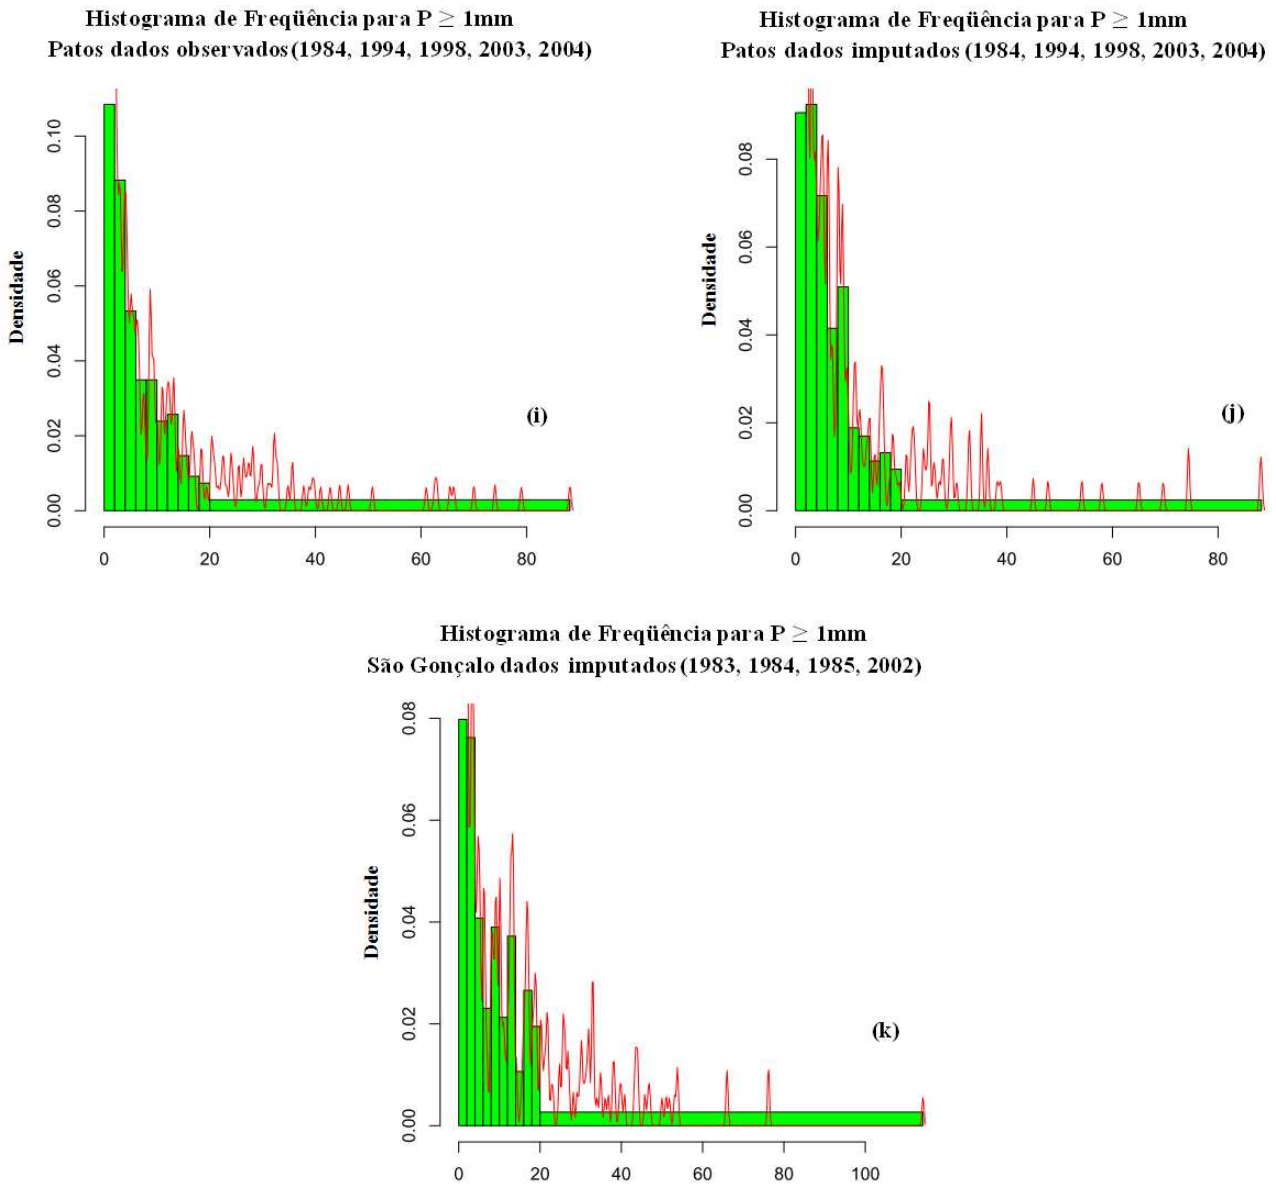 Histograma de Freqüência para P ≥ 1mm
Patos dados observados (1984, 1994, 1998, 2003, 2004)
Densidade
0.00 0.02 0.04 0.06 0.08 0.10
(i)
0 20 40 60 80
Histograma de Freqüência para P ≥ 1mm
Patos dados imputados (1984, 1994, 1998, 2003, 2004)
Densidade
0.00 0.02 0.04 0.06 0.08
(j)
0 20 40 60 80
Histograma de Freqüência para P ≥ 1mm
São Gonçalo dados imputados (1983, 1984, 1985, 2002)
Densidade
0.00 0.02 0.04 0.06 0.08
(k)
0 20 40 60 80 100